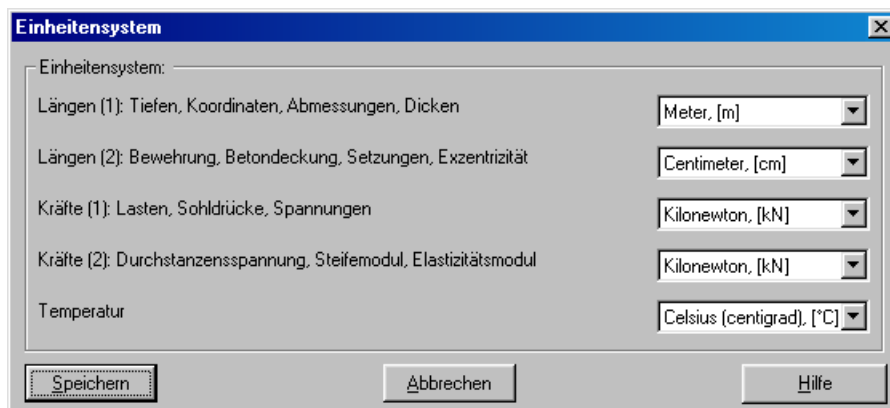 Einheitensystem
Einheitensystem:
Längen (1): Tiefen, Koordinaten, Abmessungen, Dicken
Meter, [m]
Längen (2): Bewehrung, Betondeckung, Setzungen, Exzentrizität
Centimeter, [cm]
Kräfte (1): Lasten, Sohldrücke, Spannungen
Kilonewton, [kN]
Kräfte (2): Durchstanzensspannung, Steifemodul, Elastizitätsmodul
Kilonewton, [kN]
Temperatur
Celsius (centigrad), [°C]
Speichern
Abbrechen
Hilfe